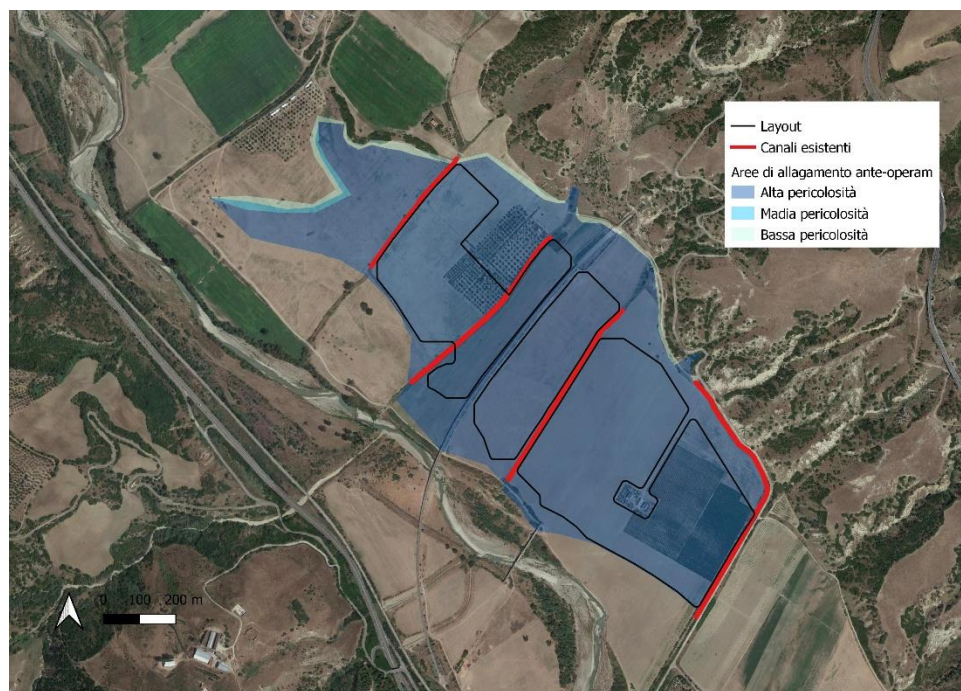 Layout
Canali esistenti
Aree di allagamento ante-operam
Alta pericolosità
Madia pericolosità
Bassa pericolosità
0 100 200 m